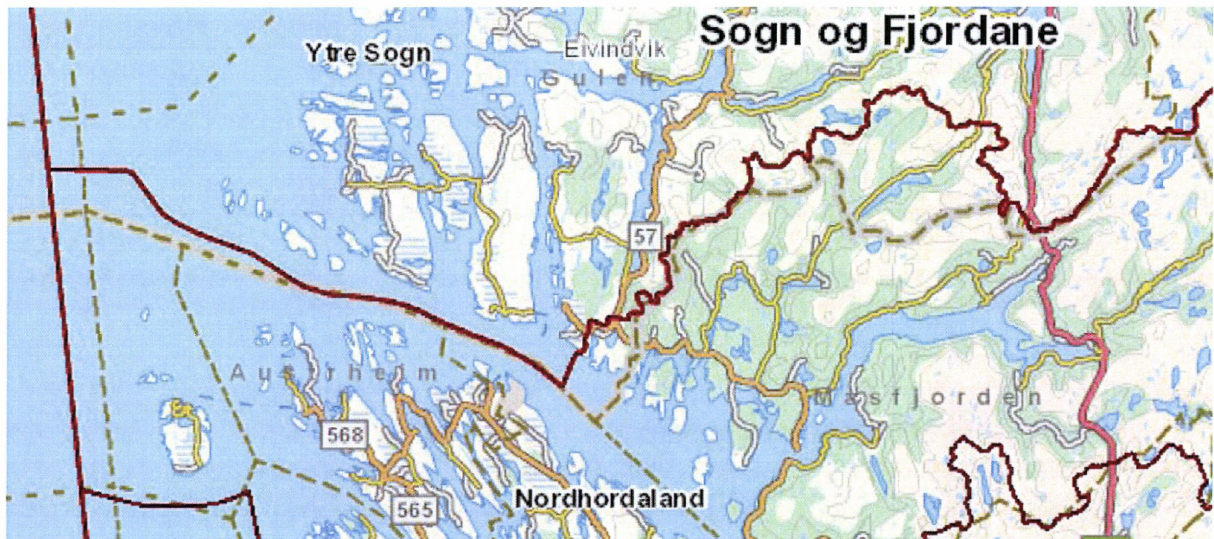 Sogn og Fjordane
Ytre Sogn
Eivindvik
Gulen
57
Austrheim
Masfjorden
568
Nordhordaland
565